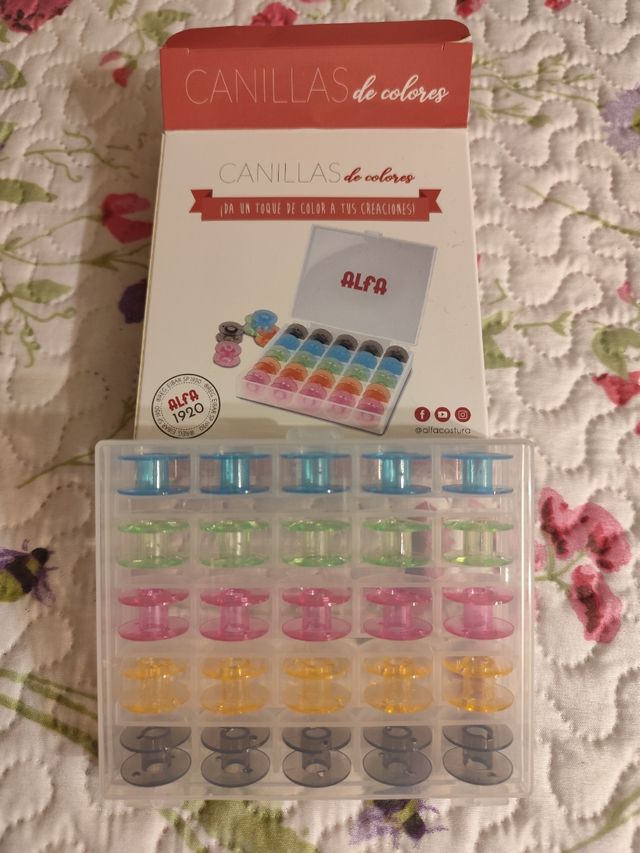 CANILLAS de colores
CANILLAS de colores
¡DA UN TOQUE DE COLOR A TUS CREACIONES!
ALFA
ALFA
1920
@alfacostura